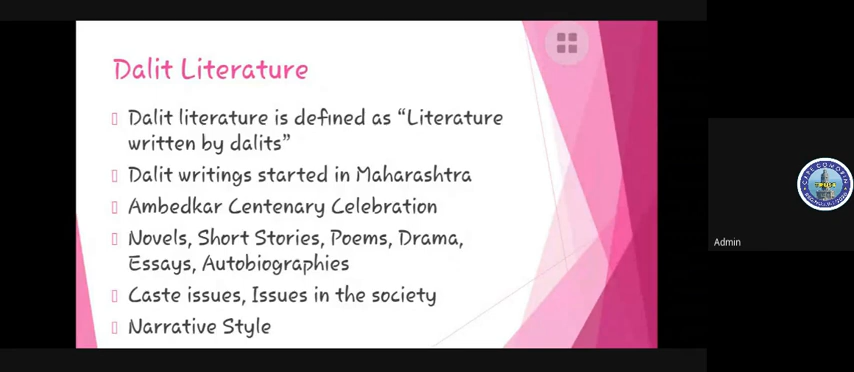 Dalit Literature
Dalit literature is defined as “Literature
written by dalits”
Dalit writings started in Maharashtra
Ambedkar Centenary Celebration
Novels, Short Stories, Poems, Drama,
Essays, Autobiographies
Caste issues, Issues in the society
Narrative Style
Admin